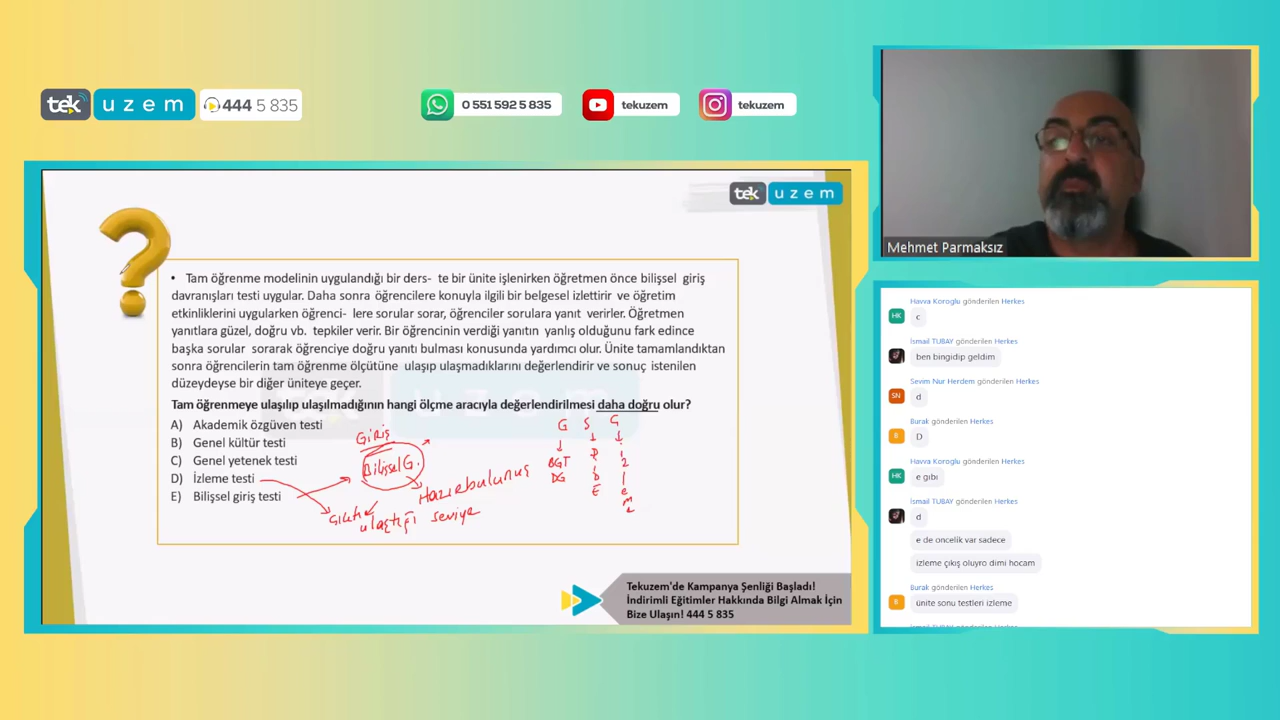 tek uzem 444 5 835
0 551 592 5 835
tekuzem
tekuzem
Mehmet Parmaksız
tek uzem
• Tam öğrenme modelinin uygulandığı bir ders- te bir ünite işlenirken öğretmen önce bilişsel giriş
davranışları testi uygular. Daha sonra öğrencilere konuyla ilgili bir belgesel izlettirir ve öğretim
etkinliklerini uygularken öğrenci- lere sorular sorar, öğrenciler sorulara yanıt verirler. Öğretmen
yanıtlara güzel, doğru vb. tepkiler verir. Bir öğrencinin verdiği yanıtın yanlış olduğunu fark edince
başka sorular sorarak öğrenciye doğru yanıtı bulması konusunda yardımcı olur. Ünite tamamlandıktan
sonra öğrencilerin tam öğrenme ölçütüne ulaşıp ulaşmadıklarını değerlendirir ve sonuç istenilen
düzeydeyse bir diğer üniteye geçer.
Tam öğrenmeye ulaşılıp ulaşılmadığının hangi ölçme aracıyla değerlendirilmesi daha doğru olur?
A) Akademik özgüven testi
B) Genel kültür testi
C) Genel yetenek testi
D) İzleme testi
E) Bilişsel giriş testi
Giriş
Bilişsel G.
Hazırbulunuş
ulaştığı seviye
G S Ç
BGT
DG
Tekuzem'de Kampanya Şenliği Başladı!
İndirimli Eğitimler Hakkında Bilgi Almak İçin
Bize Ulaşın! 444 5 835
Havva Koroglu gönderilen Herkes
HK c
İsmail TUBAY gönderilen Herkes
ben bingidip geldim
Sevim Nur Herdem gönderilen Herkes
SN d
Burak gönderilen Herkes
B D
Havva Koroglu gönderilen Herkes
HK e gibi
İsmail TUBAY gönderilen Herkes
d
e de oncelik var sadece
izleme çıkış oluyro dimi hocam
Burak gönderilen Herkes
B ünite sonu testleri izleme